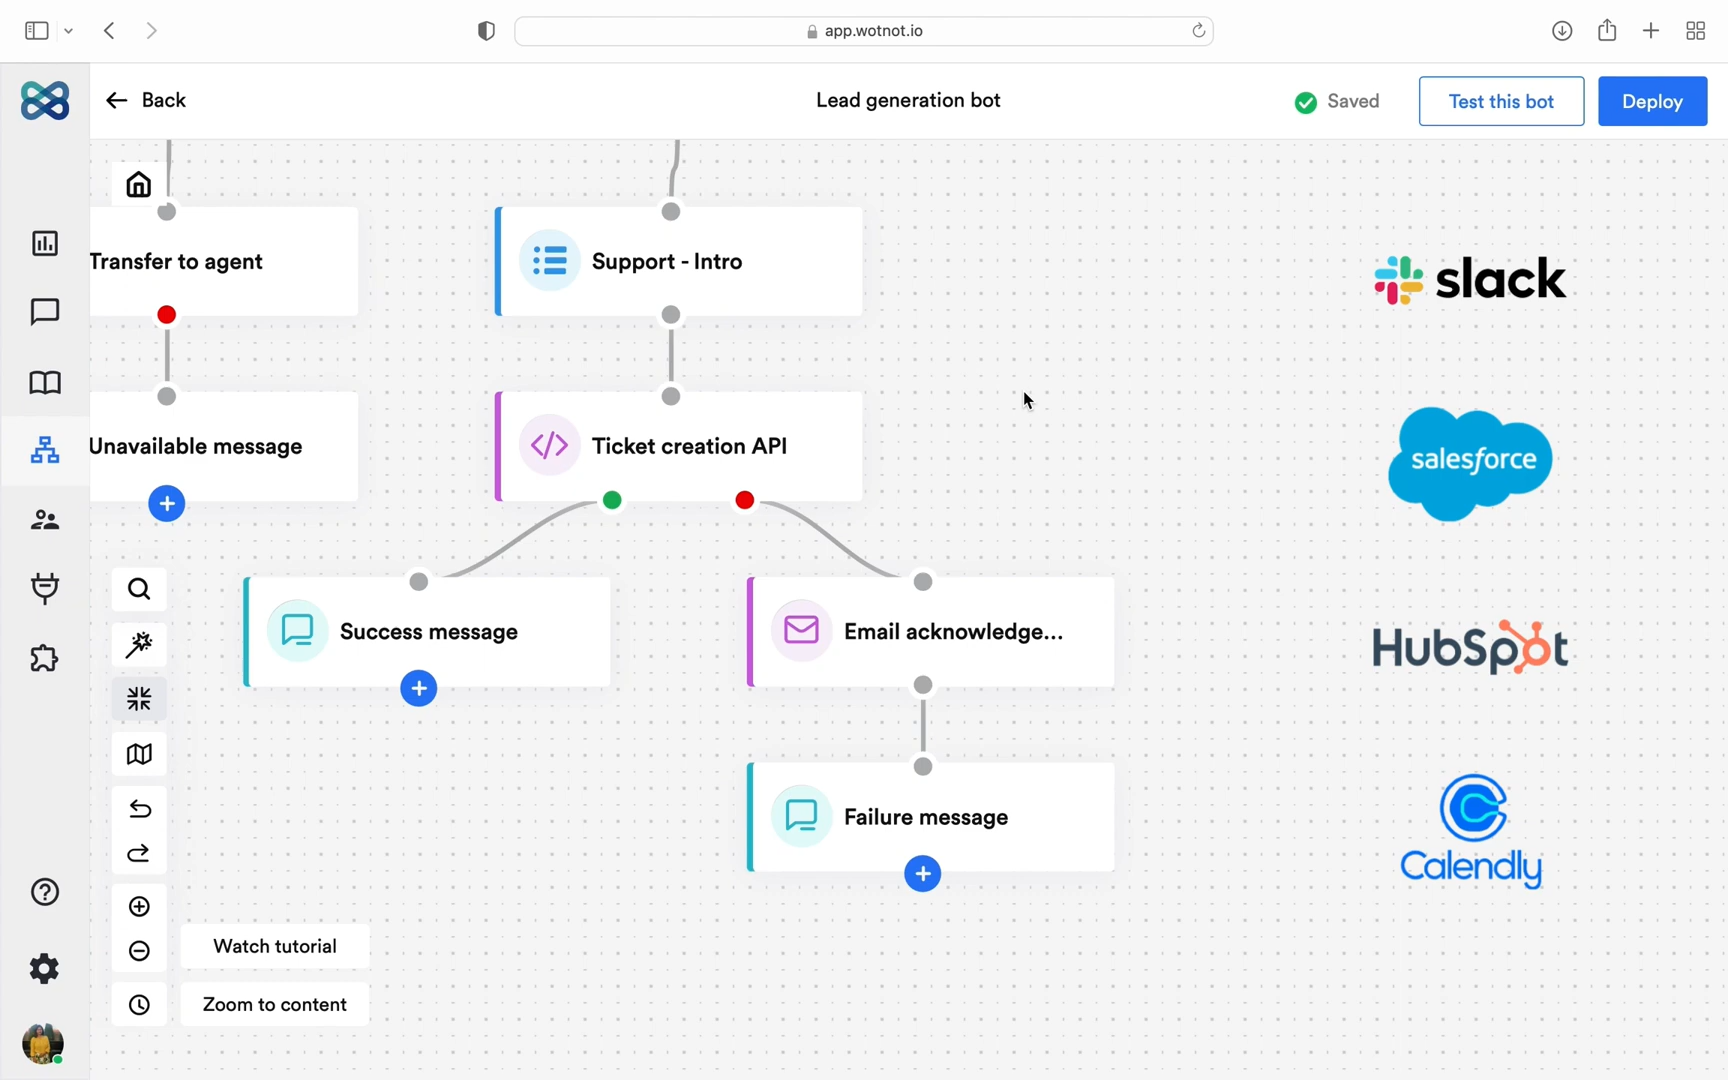 app.wotnot.io
Back
Lead generation bot
Saved
Test this bot
Deploy
Transfer to agent
Support - Intro
slack
Unavailable message
Ticket creation API
salesforce
Success message
Email acknowledge...
HubSpot
Failure message
Calendly
Watch tutorial
Zoom to content